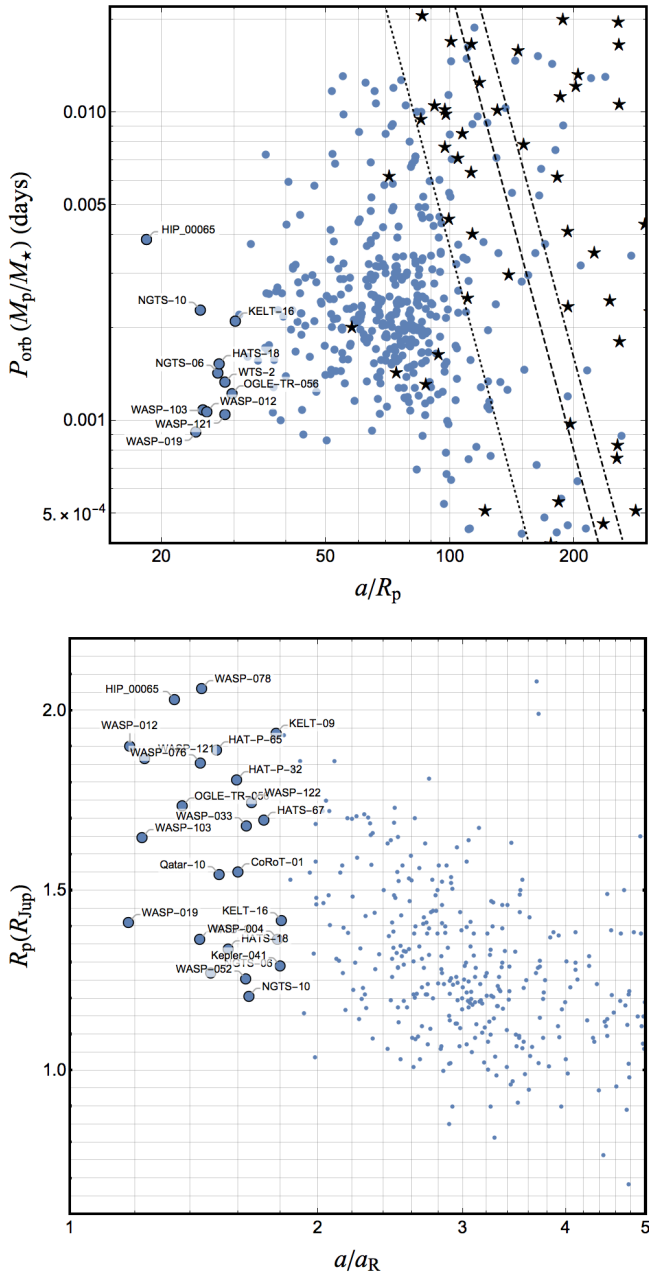 P_orb (M_p/M_⋆) (days)
0.010
0.005
0.001
5.×10⁻⁴
HIP_00065
NGTS-10
KELT-16
HATS-18
NGTS-06
WTS-2
OGLE-TR-056
WASP-103
WASP-012
WASP-121
WASP-019
20
50
100
200
a/R_p
R_p(R_Jup)
2.0
1.5
1.0
WASP-078
HIP_00065
KELT-09
WASP-012
WASP-121
HAT-P-65
WASP-076
HAT-P-32
OGLE-TR-05
WASP-122
WASP-033
HATS-67
WASP-103
Qatar-10
CoRoT-01
WASP-019
KELT-16
WASP-004
HATS-18
Kepler-041
WASP-052
NGTS-10
1
2
3
4
5
a/a_R